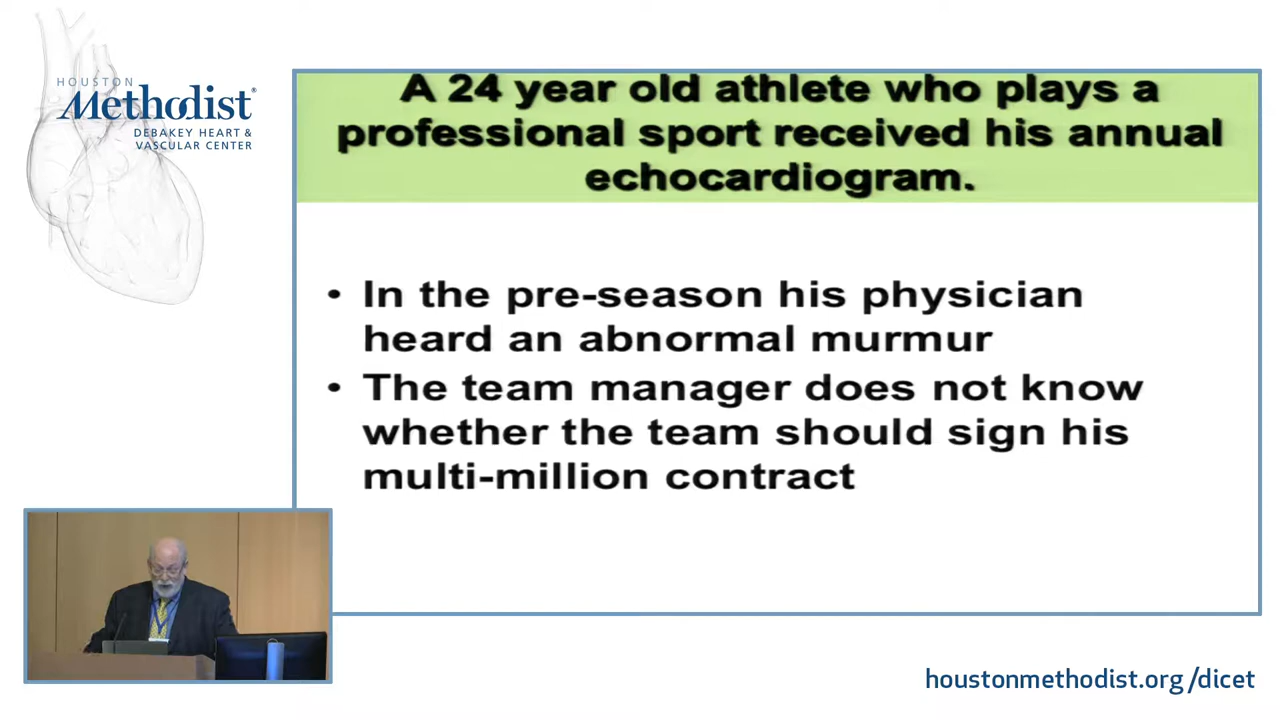 HOUSTON
Methodist®
DEBAKEY HEART &
VASCULAR CENTER
A 24 year old athlete who plays a
professional sport received his annual
echocardiogram.
• In the pre-season his physician
heard an abnormal murmur
• The team manager does not know
whether the team should sign his
multi-million contract
houstonmethodist.org/dicet